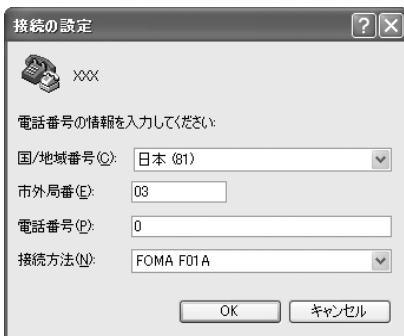 接続の設定
XXX
電話番号の情報を入力してください:
国/地域番号(C): 日本 (81)
市外局番(E): 03
電話番号(P): 0
接続方法(N): FOMA F01A
OK キャンセル